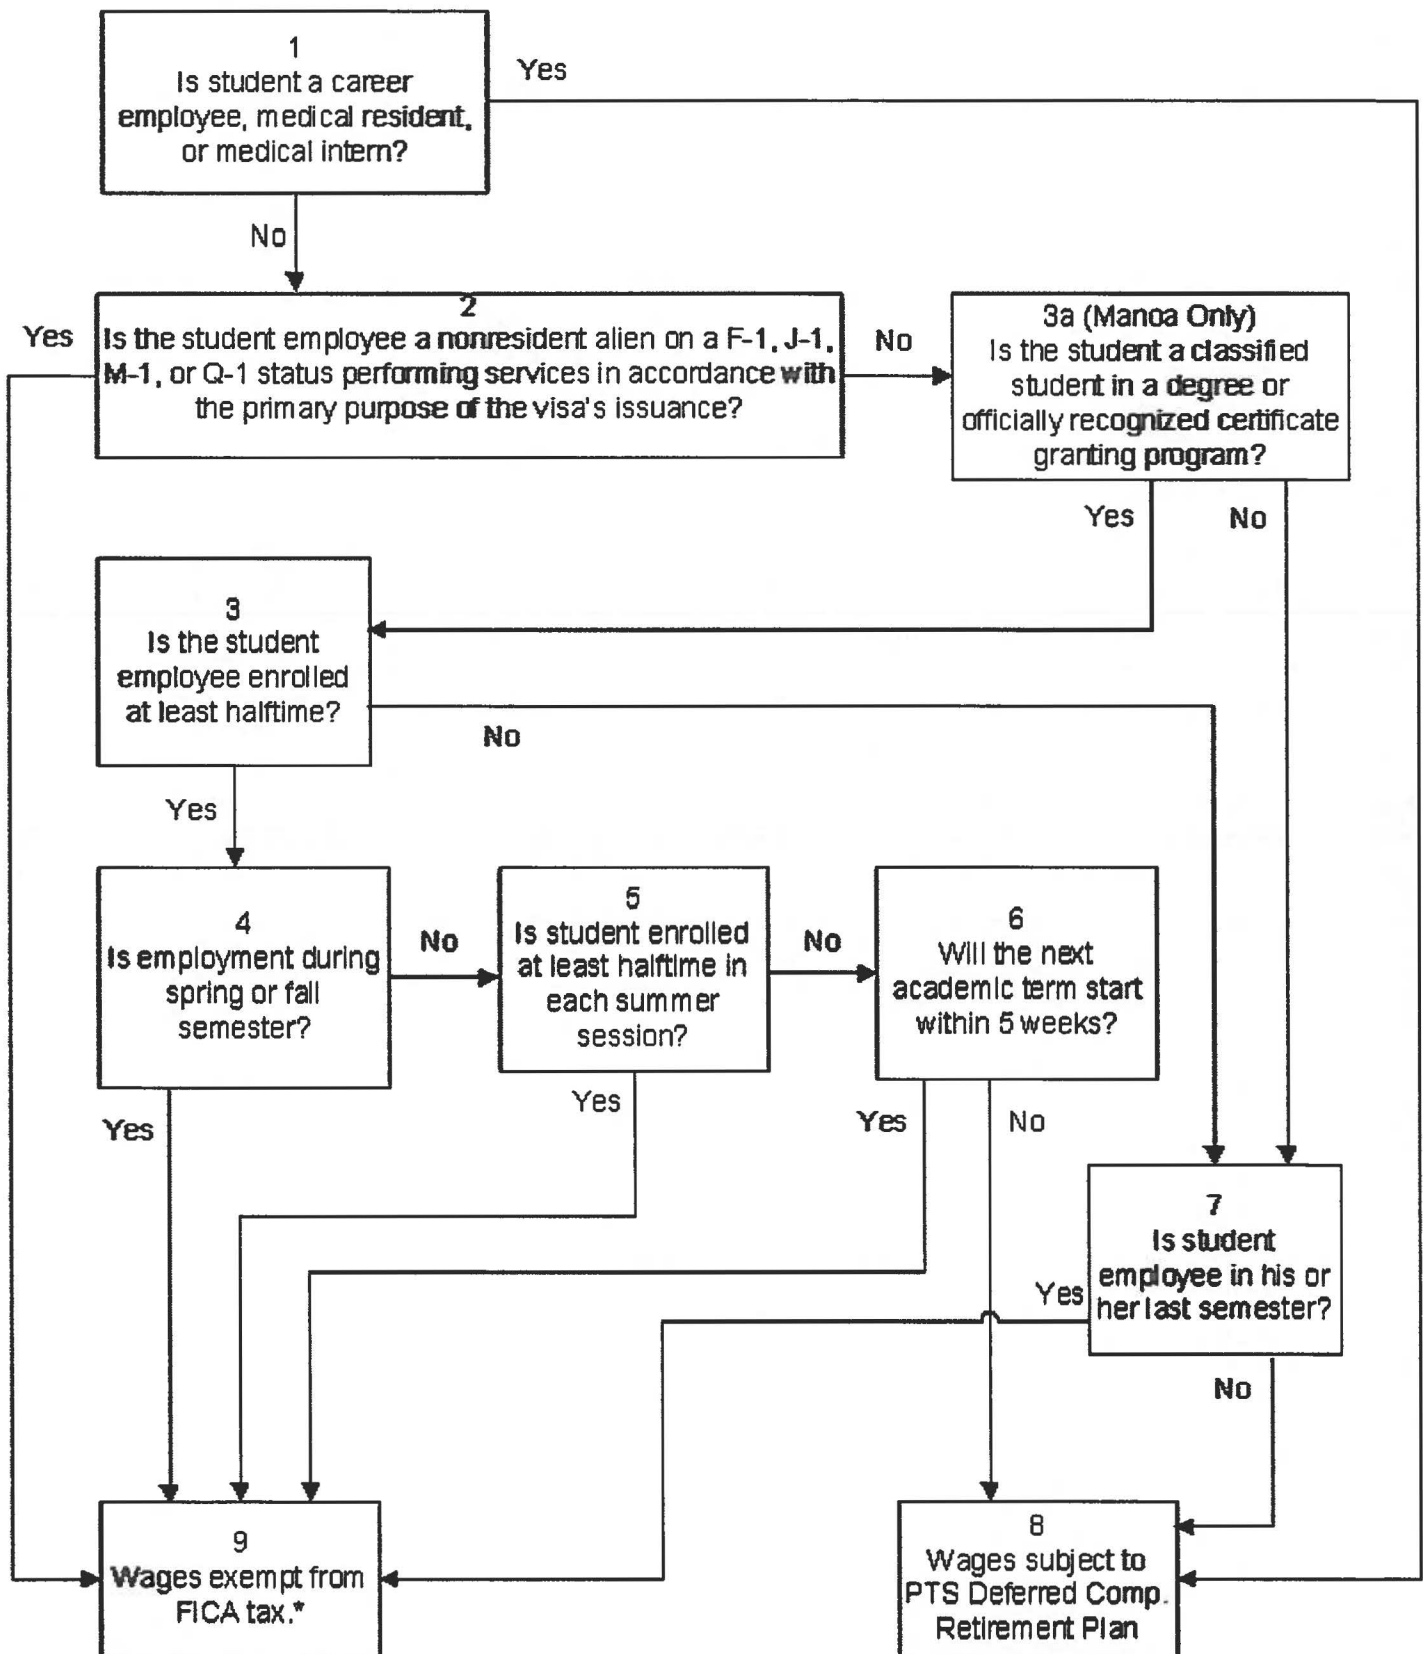 1
Is student a career
employee, medical resident,
or medical intern?
Yes
No
2
Is the student employee a nonresident alien on a F-1, J-1,
M-1, or Q-1 status performing services in accordance with
the primary purpose of the visa's issuance?
Yes
No
3a (Manoa Only)
Is the student a classified
student in a degree or
officially recognized certificate
granting program?
Yes
No
3
Is the student
employee enrolled
at least halftime?
No
Yes
4
Is employment during
spring or fall
semester?
No
5
Is student enrolled
at least halftime in
each summer
session?
No
6
Will the next
academic term start
within 5 weeks?
Yes
Yes
Yes
No
7
Is student
employee in his or
her last semester?
Yes
No
9
Wages exempt from
FICA tax.*
8
Wages subject to
PTS Deferred Comp.
Retirement Plan